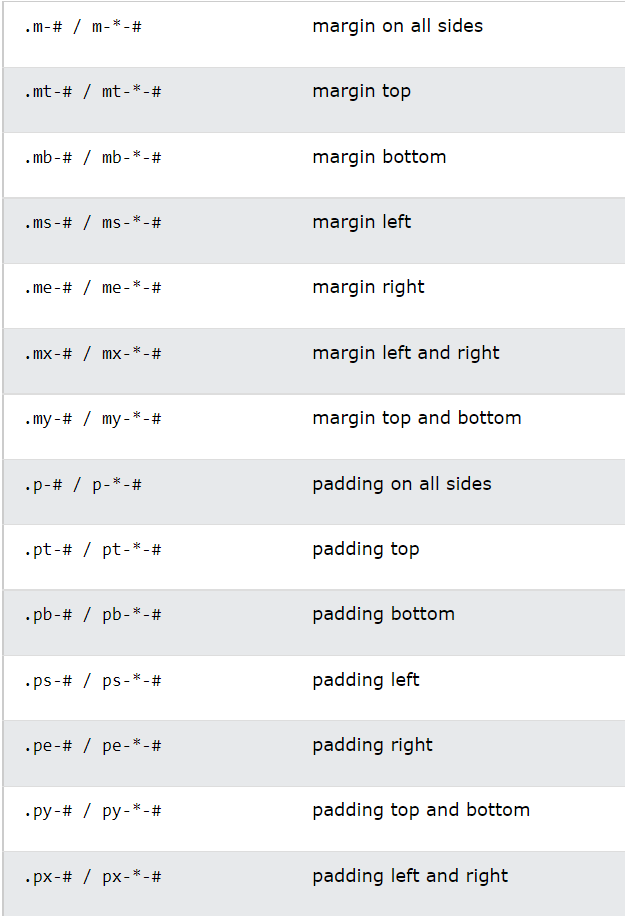 .m-# / m-*-# margin on all sides
.mt-# / mt-*-# margin top
.mb-# / mb-*-# margin bottom
.ms-# / ms-*-# margin left
.me-# / me-*-# margin right
.mx-# / mx-*-# margin left and right
.my-# / my-*-# margin top and bottom
.p-# / p-*-# padding on all sides
.pt-# / pt-*-# padding top
.pb-# / pb-*-# padding bottom
.ps-# / ps-*-# padding left
.pe-# / pe-*-# padding right
.py-# / py-*-# padding top and bottom
.px-# / px-*-# padding left and right